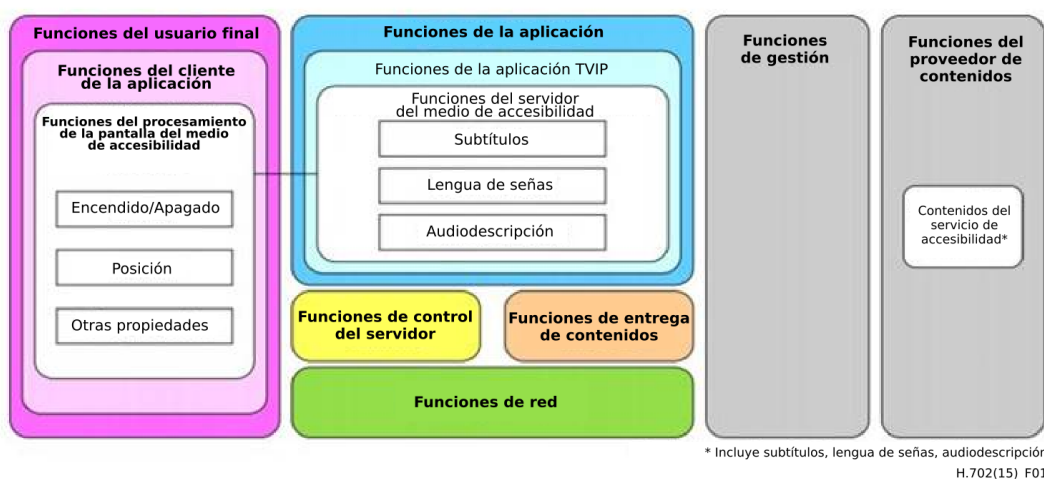 Funciones del usuario final
Funciones del cliente
de la aplicación
Funciones del procesamiento
de la pantalla del medio
de accesibilidad
Encendido/Apagado
Posición
Otras propiedades
Funciones de la aplicación
Funciones de la aplicación TVIP
Funciones del servidor
del medio de accesibilidad
Subtítulos
Lengua de señas
Audiodescripción
Funciones de control
del servidor
Funciones de entrega
de contenidos
Funciones de red
Funciones
de gestión
Funciones del
proveedor de
contenidos
Contenidos del
servicio de
accesibilidad*
* Incluye subtítulos, lengua de señas, audiodescripción
H.702(15)_F01